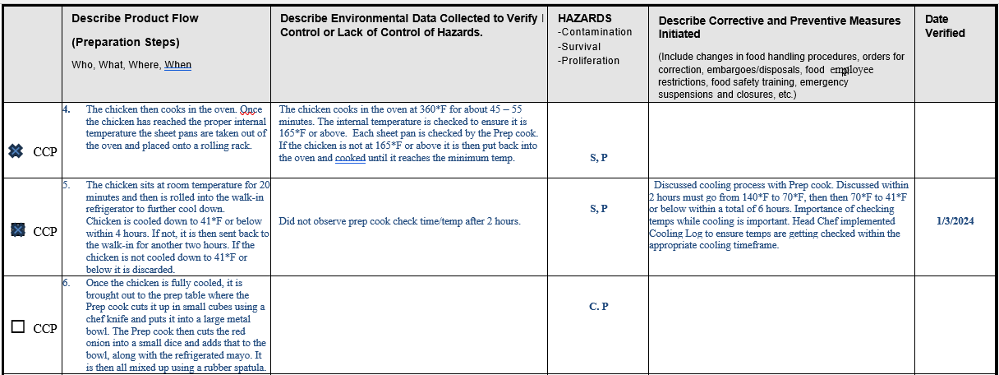 Describe Product Flow
(Preparation Steps)
Who, What, Where, When
Describe Environmental Data Collected to Verify
Control or Lack of Control of Hazards.
HAZARDS
-Contamination
-Survival
-Proliferation
Describe Corrective and Preventive Measures
Initiated
(Include changes in food handling procedures, orders for
correction, embargoes/disposals, food employee
restrictions, food safety training, emergency
suspensions and closures, etc.)
Date
Verified
CCP
4. The chicken then cooks in the oven. Once
the chicken has reached the proper internal
temperature the sheet pans are taken out of
the oven and placed onto a rolling rack.
The chicken cooks in the oven at 360*F for about 45 – 55
minutes. The internal temperature is checked to ensure it is
165*F or above. Each sheet pan is checked by the Prep cook.
If the chicken is not at 165*F or above it is then put back into
the oven and cooked until it reaches the minimum temp.
S, P
CCP
5. The chicken sits at room temperature for 20
minutes and then is rolled into the walk-in
refrigerator to further cool down.
Chicken is cooled down to 41*F or below
within 4 hours. If not, it is then sent back to
the walk-in for another two hours. If the
chicken is not cooled down to 41*F or
below it is discarded.
Did not observe prep cook check time/temp after 2 hours.
S, P
Discussed cooling process with Prep cook. Discussed within
2 hours must go from 140*F to 70*F, then then 70*F to 41*F
or below within a total of 6 hours. Importance of checking
temps while cooling is important. Head Chef implemented
Cooling Log to ensure temps are getting checked within the
appropriate cooling timeframe.
1/3/2024
CCP
6. Once the chicken is fully cooled, it is
brought out to the prep table where the
Prep cook cuts it up in small cubes using a
chef knife and puts it into a large metal
bowl. The Prep cook then cuts the red
onion into a small dice and adds that to the
bowl, along with the refrigerated mayo. It
is then all mixed up using a rubber spatula.
C. P